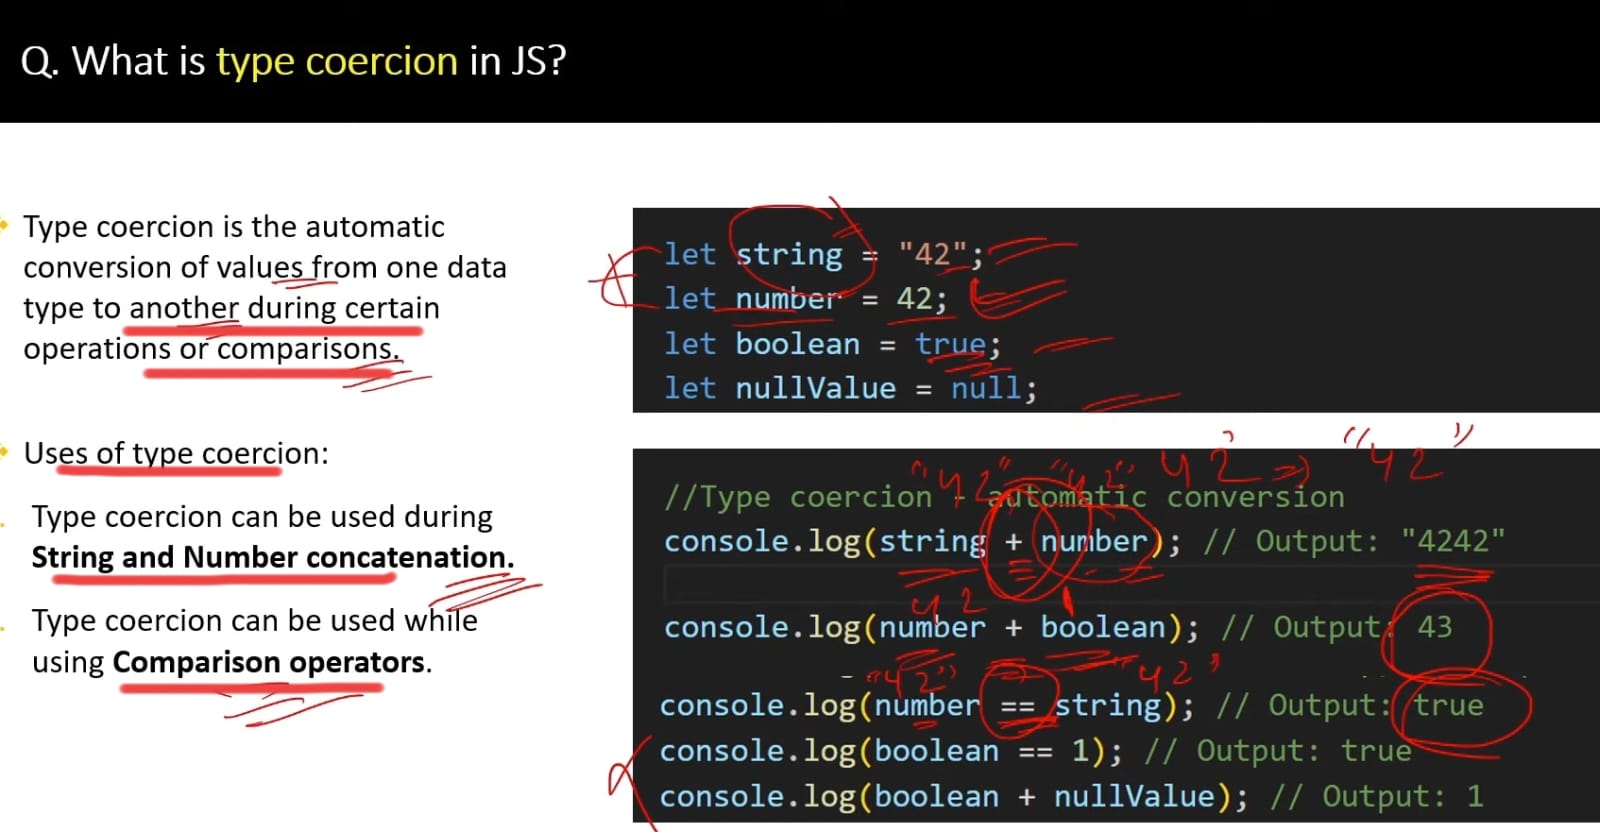 Q. What is type coercion in JS?
Type coercion is the automatic
conversion of values from one data
type to another during certain
operations or comparisons.
Uses of type coercion:
Type coercion can be used during
String and Number concatenation.
Type coercion can be used while
using Comparison operators.
let string = "42";
let number = 42;
let boolean = true;
let nullValue = null;
42 => "42"
"42" "42"
//Type coercion - automatic conversion
console.log(string + number); // Output: "4242"
42 1
console.log(number + boolean); // Output: 43
"42" "42"
console.log(number == string); // Output: true
console.log(boolean == 1); // Output: true
console.log(boolean + nullValue); // Output: 1